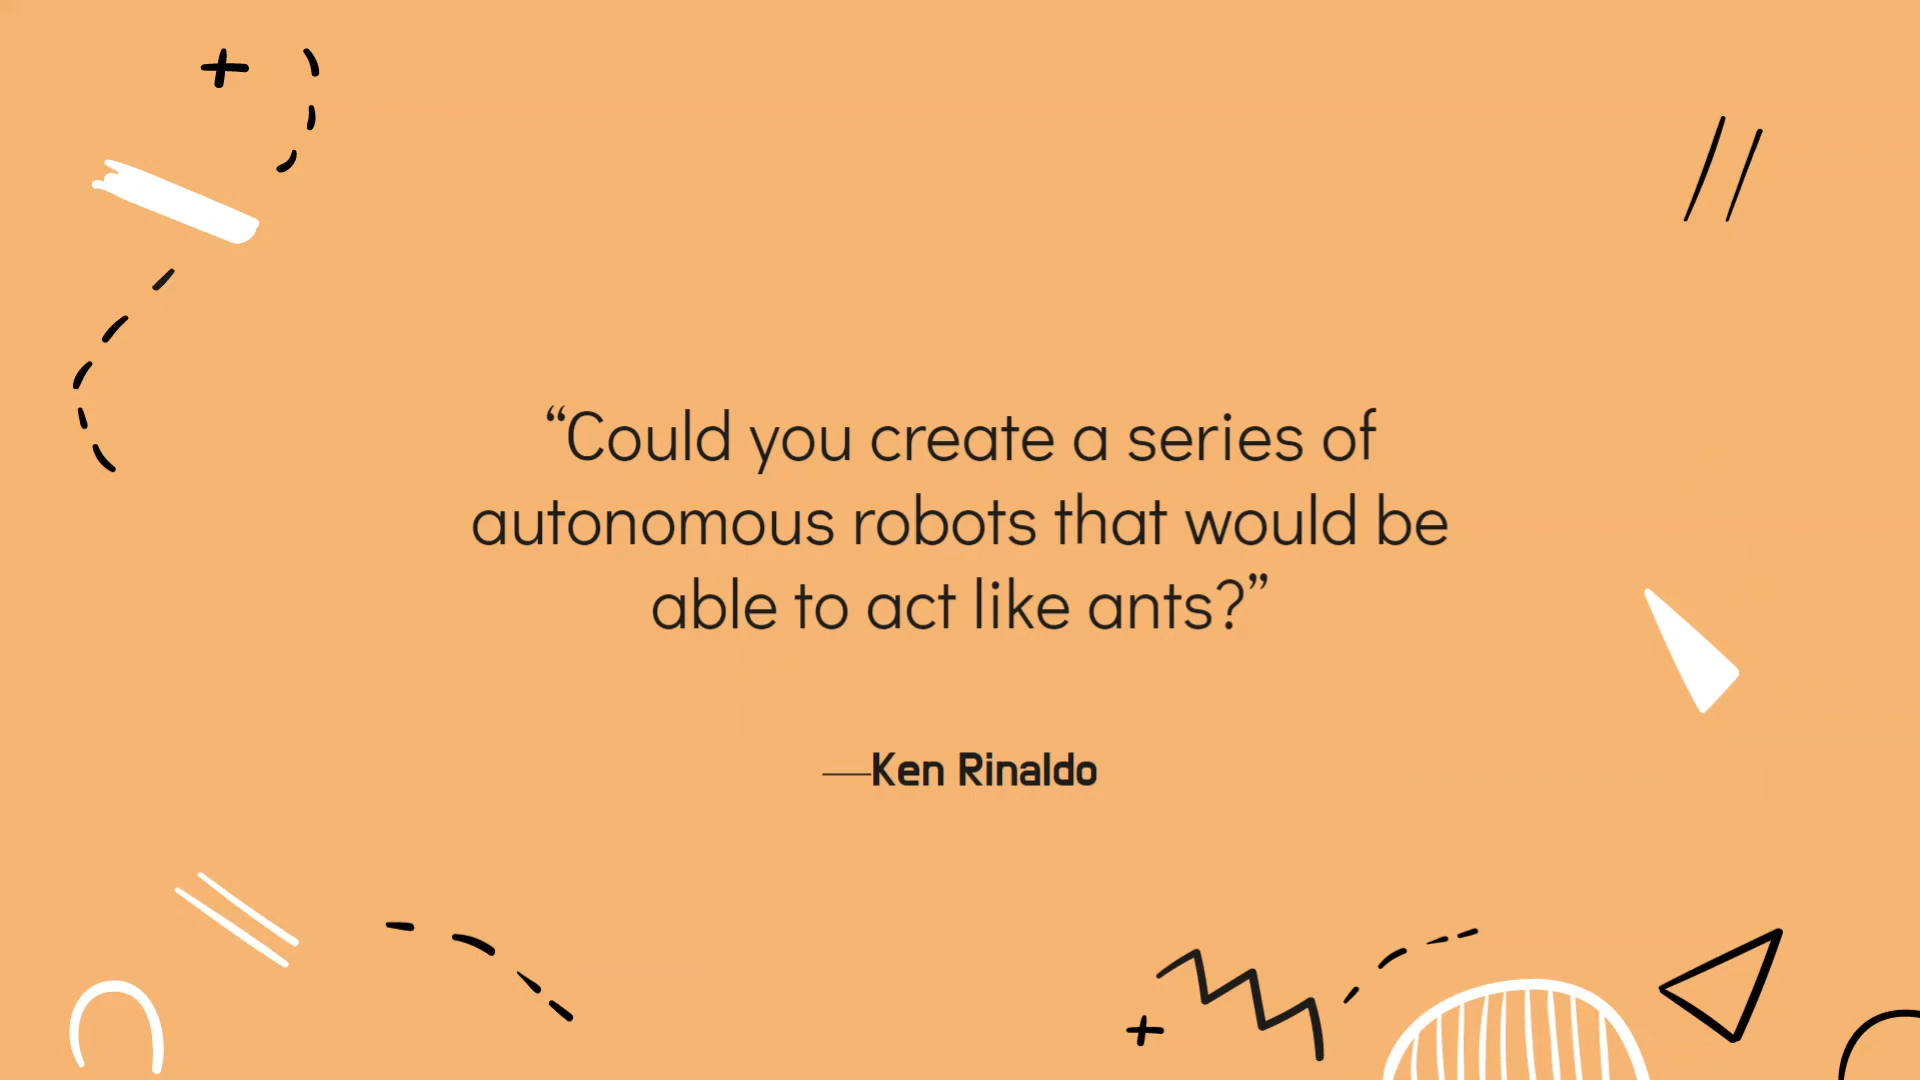 “Could you create a series of
autonomous robots that would be
able to act like ants?”
—Ken Rinaldo